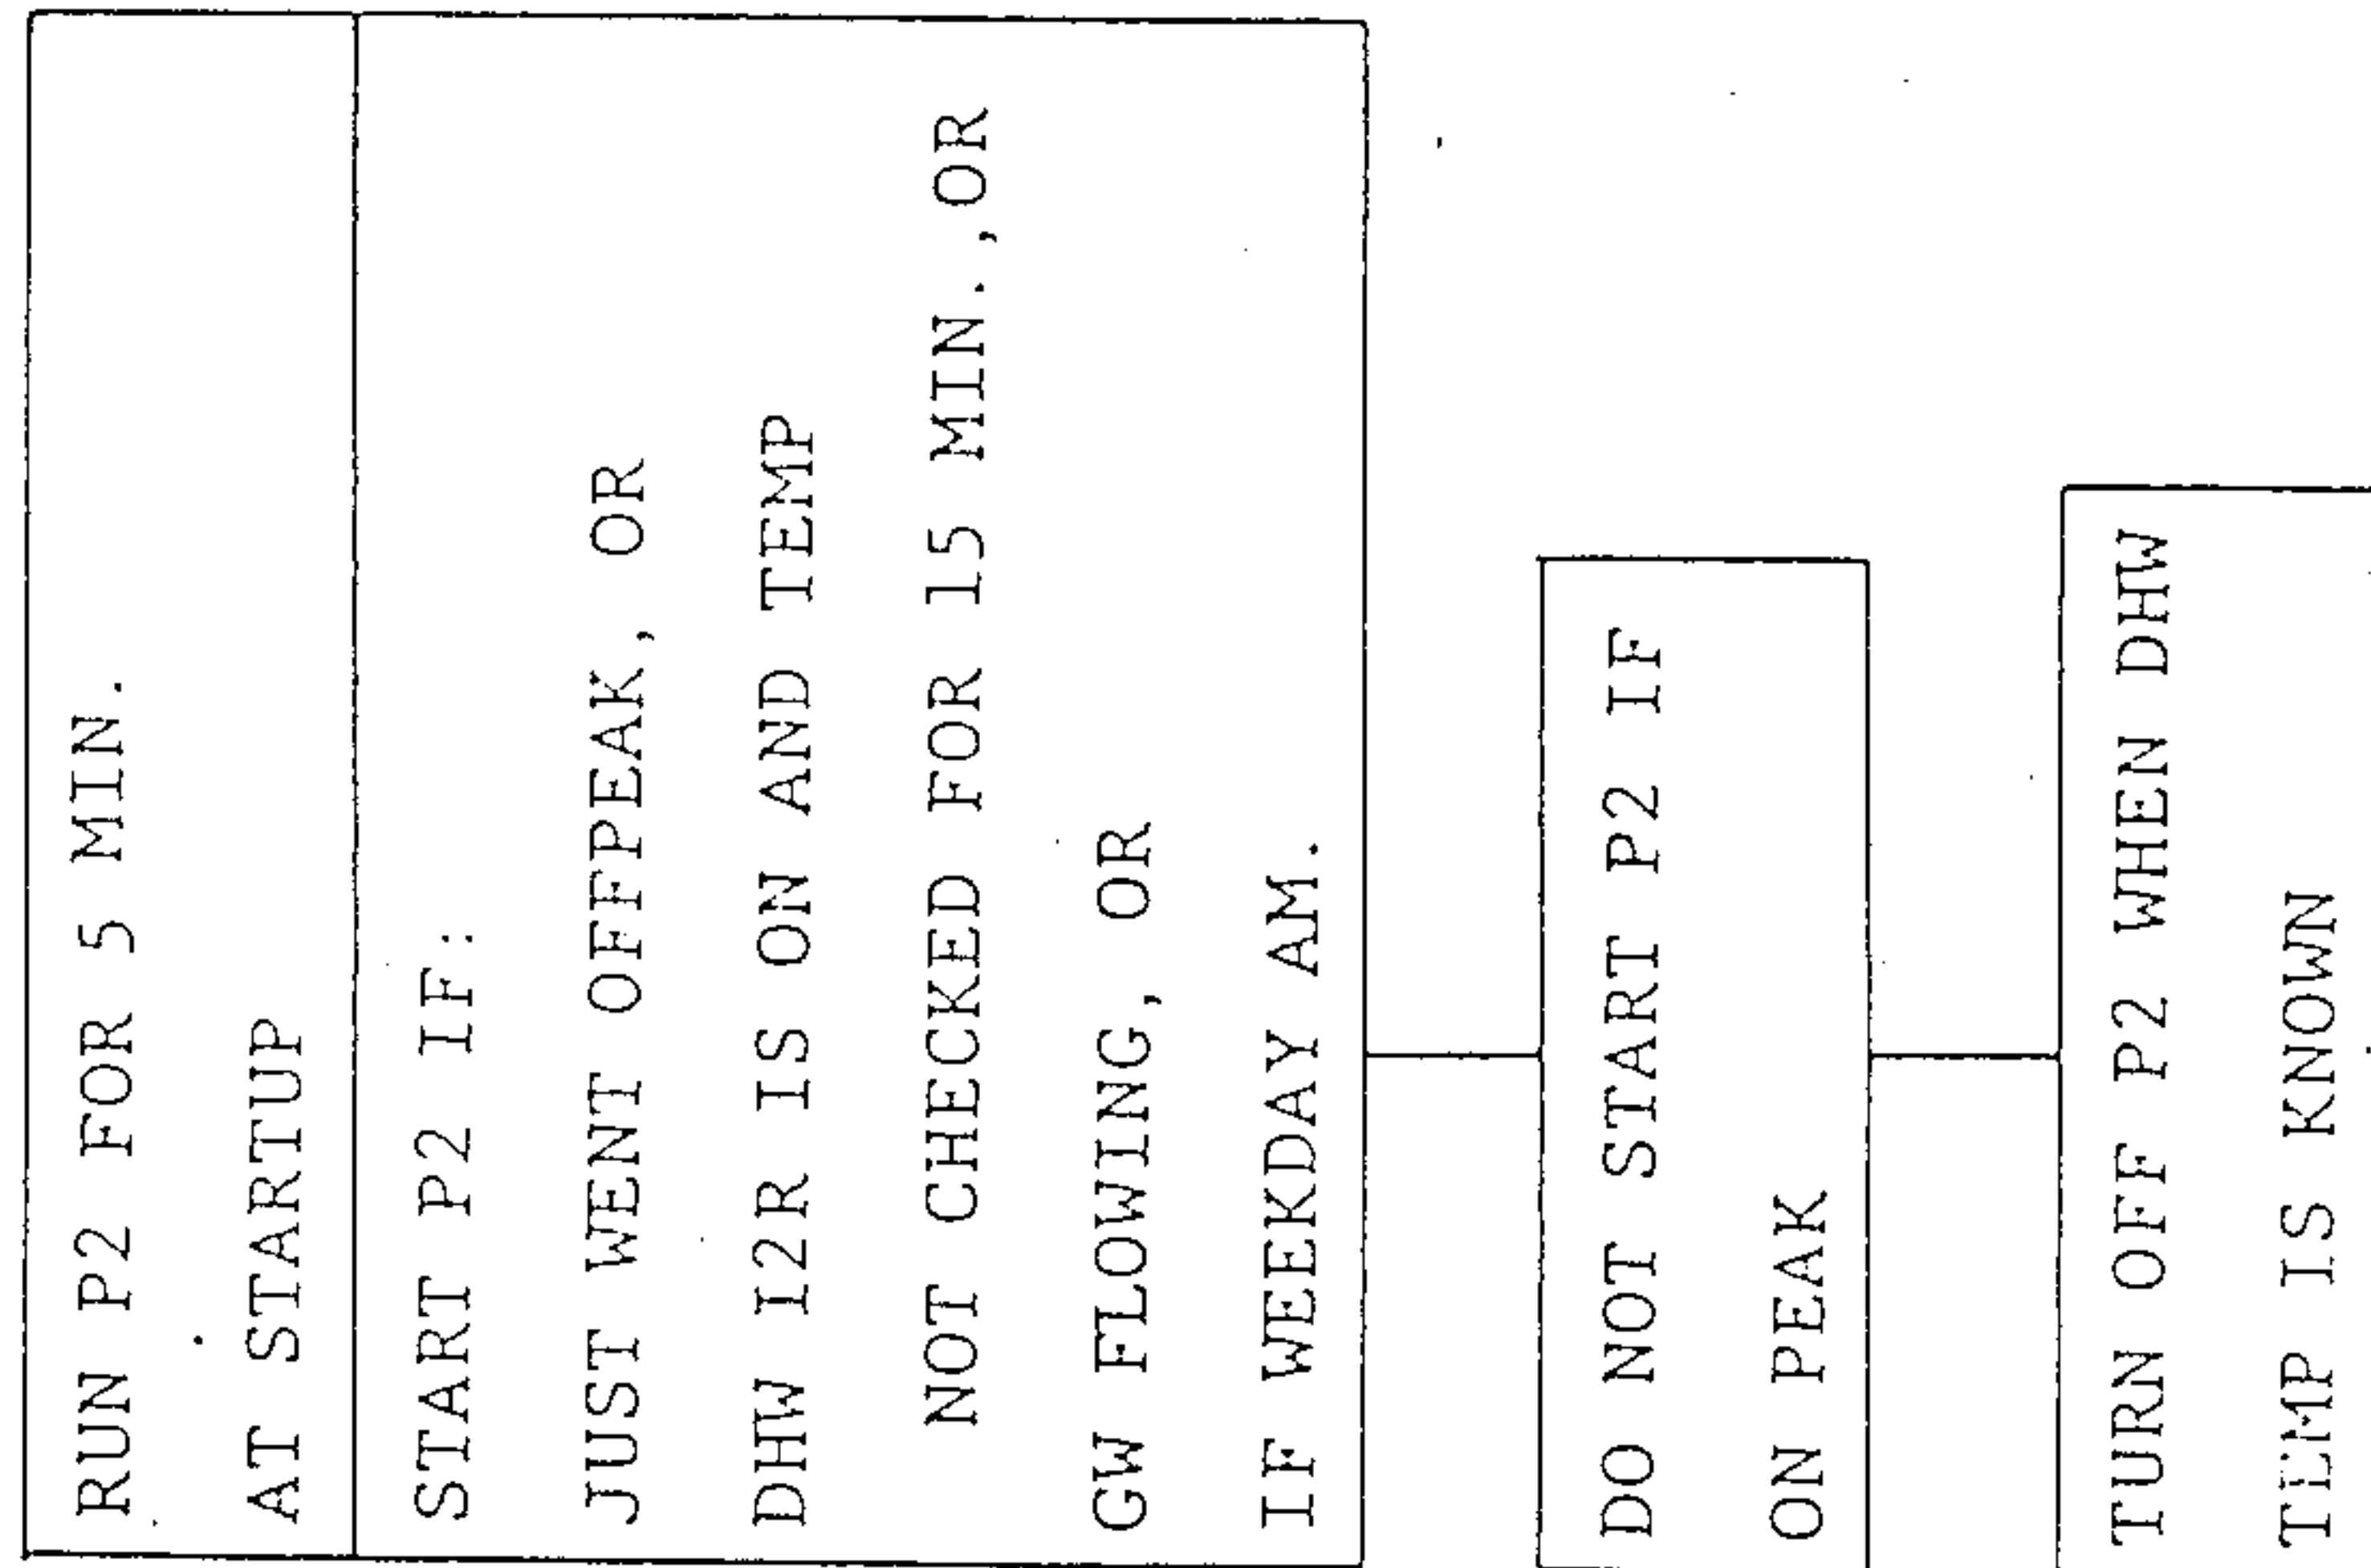 RUN P2 FOR 5 MIN.
AT STARTUP
START P2 IF:
JUST WENT OFFPEAK, OR
DHW I2R IS ON AND TEMP
NOT CHECKED FOR 15 MIN.,OR
GW FLOWING, OR
IF WEEKDAY AM.
DO NOT START P2 IF
ON PEAK
TURN OFF P2 WHEN DHW
TEMP IS KNOWN